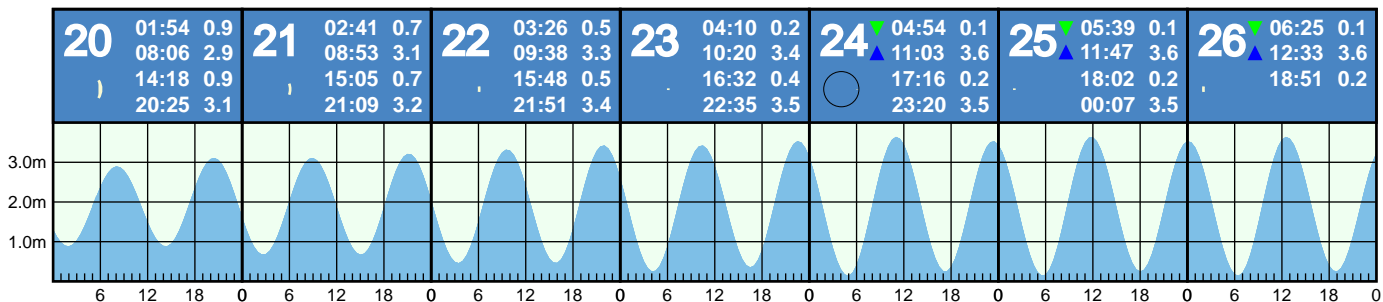 20 21 22 23 24 25 26
01:54 0.9 02:41 0.7 03:26 0.5 04:10 0.2 04:54 0.1 05:39 0.1 06:25 0.1
08:06 2.9 08:53 3.1 09:38 3.3 10:20 3.4 11:03 3.6 11:47 3.6 12:33 3.6
14:18 0.9 15:05 0.7 15:48 0.5 16:32 0.4 17:16 0.2 18:02 0.2 18:51 0.2
20:25 3.1 21:09 3.2 21:51 3.4 22:35 3.5 23:20 3.5 00:07 3.5
3.0m
2.0m
1.0m
6 12 18 0 6 12 18 0 6 12 18 0 6 12 18 0 6 12 18 0 6 12 18 0 6 12 18 0